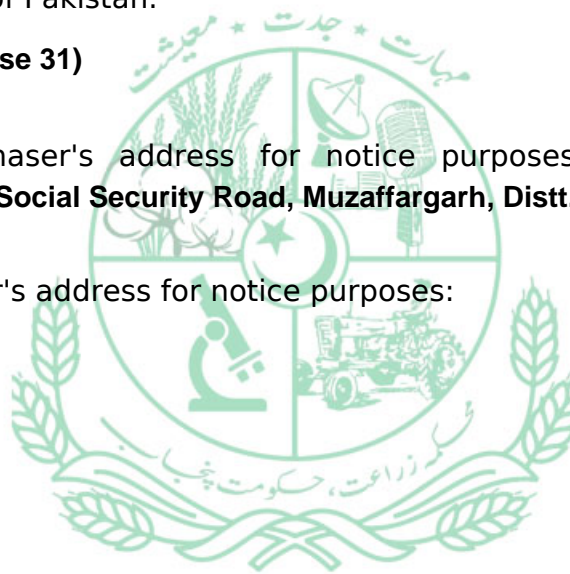 of Pakistan.
مہارت ★ جدت ★ معیشت
se 31)
haser's address for notice purposes
Social Security Road, Muzaffargarh, Distt.
r's address for notice purposes:
محکمہ زراعت، حکومت پنجاب